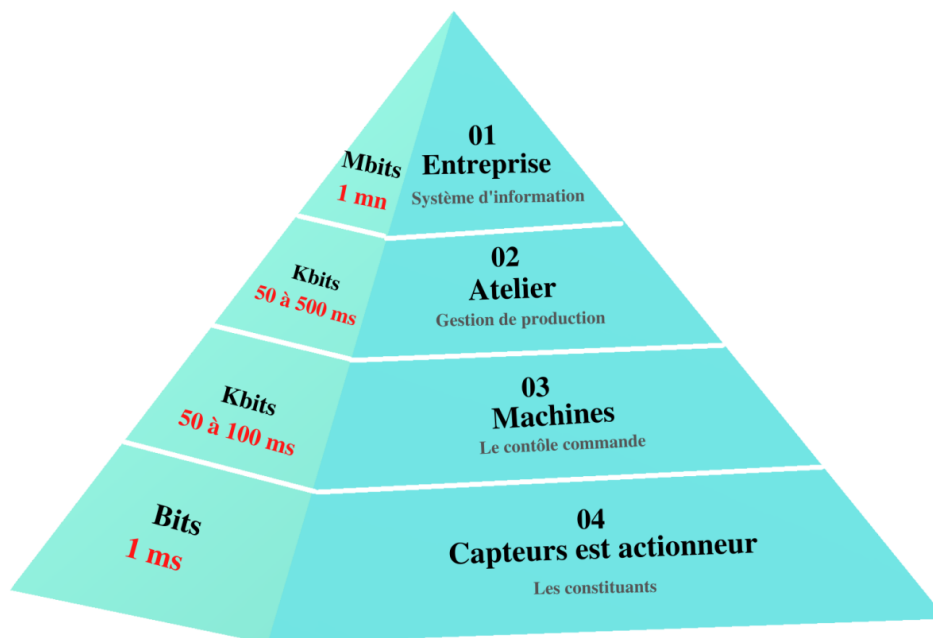 01
Entreprise
Système d'information
Mbits
1 mn
02
Atelier
Gestion de production
Kbits
50 à 500 ms
03
Machines
Le contôle commande
Kbits
50 à 100 ms
04
Capteurs est actionneur
Les constituants
Bits
1 ms